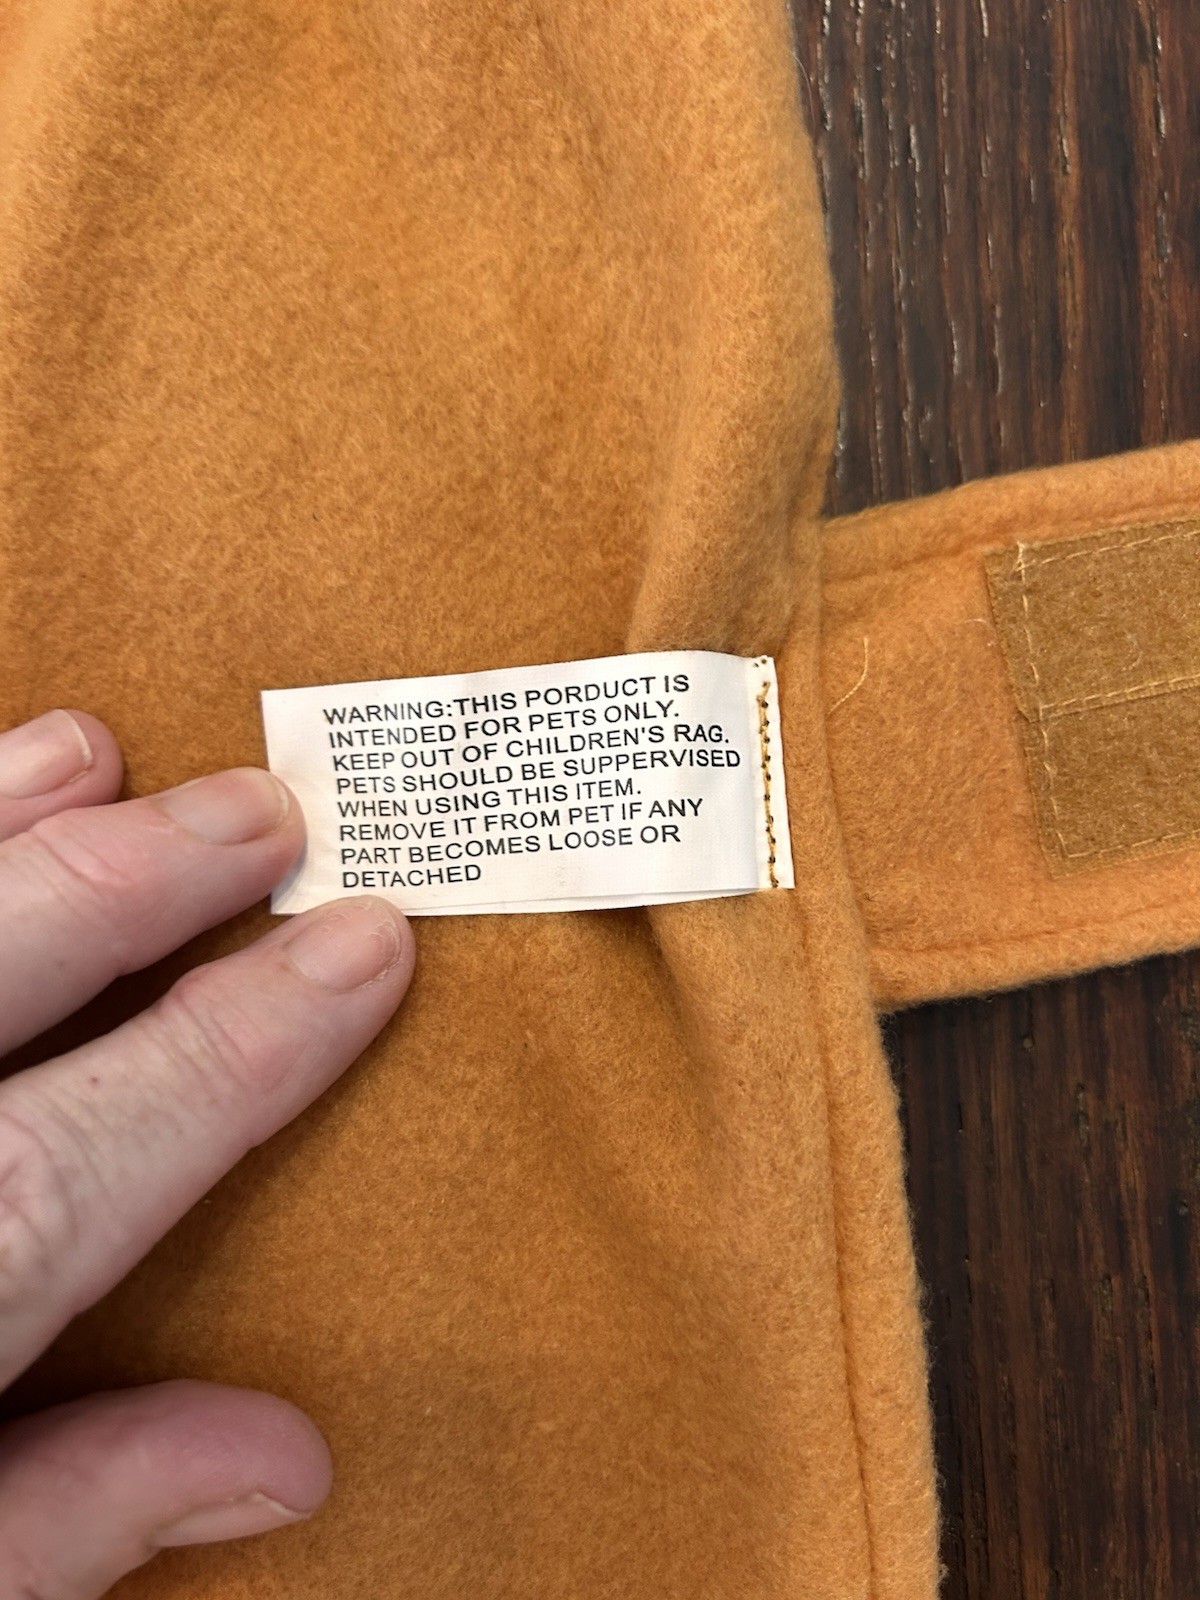 WARNING:THIS PORDUCT IS
INTENDED FOR PETS ONLY.
KEEP OUT OF CHILDREN'S RAG.
PETS SHOULD BE SUPPERVISED
WHEN USING THIS ITEM.
REMOVE IT FROM PET IF ANY
PART BECOMES LOOSE OR
DETACHED